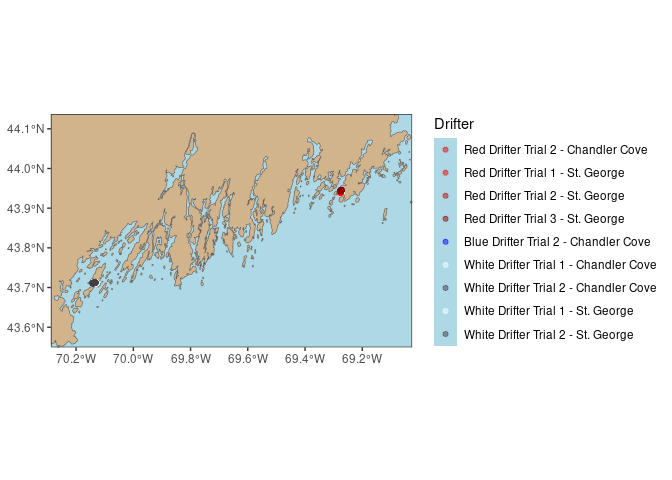 44.1°N
44.0°N
43.9°N
43.8°N
43.7°N
43.6°N
70.2°W 70.0°W 69.8°W 69.6°W 69.4°W 69.2°W
Drifter
Red Drifter Trial 2 - Chandler Cove
Red Drifter Trial 1 - St. George
Red Drifter Trial 2 - St. George
Red Drifter Trial 3 - St. George
Blue Drifter Trial 2 - Chandler Cove
White Drifter Trial 1 - Chandler Cove
White Drifter Trial 2 - Chandler Cove
White Drifter Trial 1 - St. George
White Drifter Trial 2 - St. George